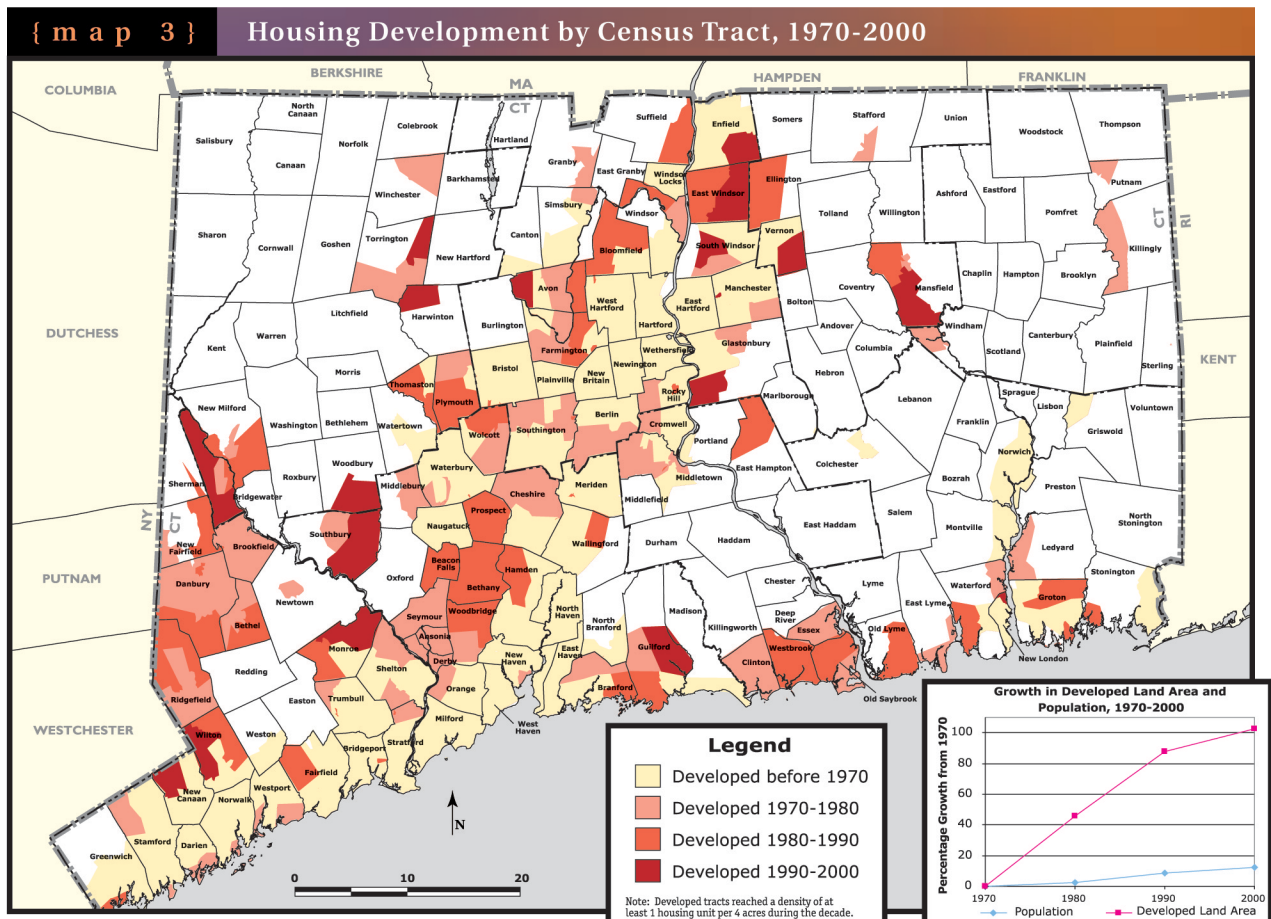 { map 3 }
Housing Development by Census Tract, 1970-2000
COLUMBIA
BERKSHIRE
HAMPDEN
FRANKLIN
MA
CT
Salisbury
North
Canaan
Canaan
Norfolk
Colebrook
Hartland
Suffield
Enfield
Somers
Stafford
Union
Woodstock
Thompson
Winchester
Barkhamsted
Granby
East Granby
Windsor
Locks
East Windsor
Ellington
Ashford
Eastford
Putnam
Sharon
Cornwall
Goshen
Torrington
New Hartford
Canton
Simsbury
Windsor
Bloomfield
South Windsor
Vernon
Tolland
Willington
Pomfret
Killingly
CT
RI
DUTCHESS
Kent
Warren
Litchfield
Harwinton
Burlington
Avon
West
Hartford
Hartford
East
Hartford
Manchester
Bolton
Coventry
Mansfield
Chaplin
Hampton
Brooklyn
Andover
Columbia
Windham
Scotland
Canterbury
Plainfield
Sterling
KENT
Morris
Thomaston
Plymouth
Bristol
Farmington
Plainville
New
Britain
Newington
Wethersfield
Glastonbury
Hebron
Rocky
Hill
Marlborough
Lebanon
Sprague
Lisbon
Franklin
Griswold
Voluntown
New Milford
Washington
Bethlehem
Watertown
Wolcott
Southington
Berlin
Cromwell
Portland
East Hampton
Colchester
Norwich
Bozrah
Preston
Sherman
Bridgewater
Roxbury
Woodbury
Middlebury
Waterbury
Cheshire
Meriden
Middletown
Middlefield
NY
CT
New
Fairfield
Brookfield
Southbury
Naugatuck
Prospect
Wallingford
Durham
Haddam
East Haddam
Salem
Montville
Ledyard
North
Stonington
PUTNAM
Danbury
Newtown
Oxford
Beacon
Falls
Bethany
Hamden
Chester
Lyme
Waterford
Stonington
Bethel
Seymour
Woodbridge
North
Haven
North
Branford
Madison
Killingworth
Deep
River
Essex
East Lyme
Groton
Redding
Monroe
Ansonia
Derby
Shelton
New
Haven
East
Haven
Guilford
Clinton
Westbrook
Old Lyme
New London
Ridgefield
Easton
Trumbull
Orange
Branford
Old Saybrook
WESTCHESTER
Wilton
Weston
Milford
West
Haven
Bridgeport
Stratford
Fairfield
New
Canaan
Norwalk
Westport
Stamford
Darien
Greenwich
N
0
10
20
Legend
Developed before 1970
Developed 1970-1980
Developed 1980-1990
Developed 1990-2000
Note: Developed tracts reached a density of at
least 1 housing unit per 4 acres during the decade.
Growth in Developed Land Area and
Population, 1970-2000
Percentage Growth from 1970
100
80
60
40
20
0
1970
1980
1990
2000
Population
Developed Land Area